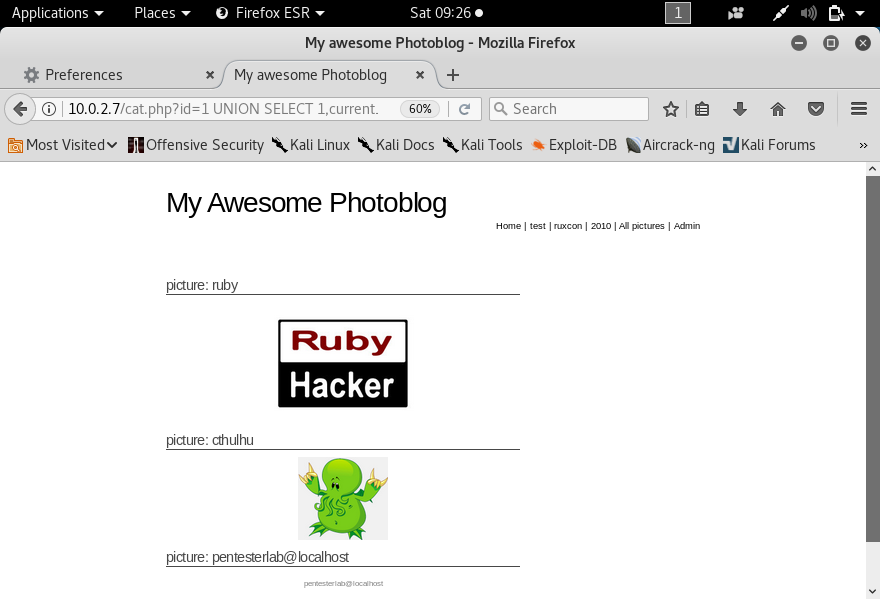 Applications Places Firefox ESR Sat 09:26 1
My awesome Photoblog - Mozilla Firefox
Preferences My awesome Photoblog
10.0.2.7/cat.php?id=1 UNION SELECT 1,current. 60% Search
Most Visited Offensive Security Kali Linux Kali Docs Kali Tools Exploit-DB Aircrack-ng Kali Forums »
My Awesome Photoblog
Home | test | ruxcon | 2010 | All pictures | Admin
picture: ruby
Ruby
Hacker
picture: cthulhu
picture: pentesterlab@localhost
pentesterlab@localhost